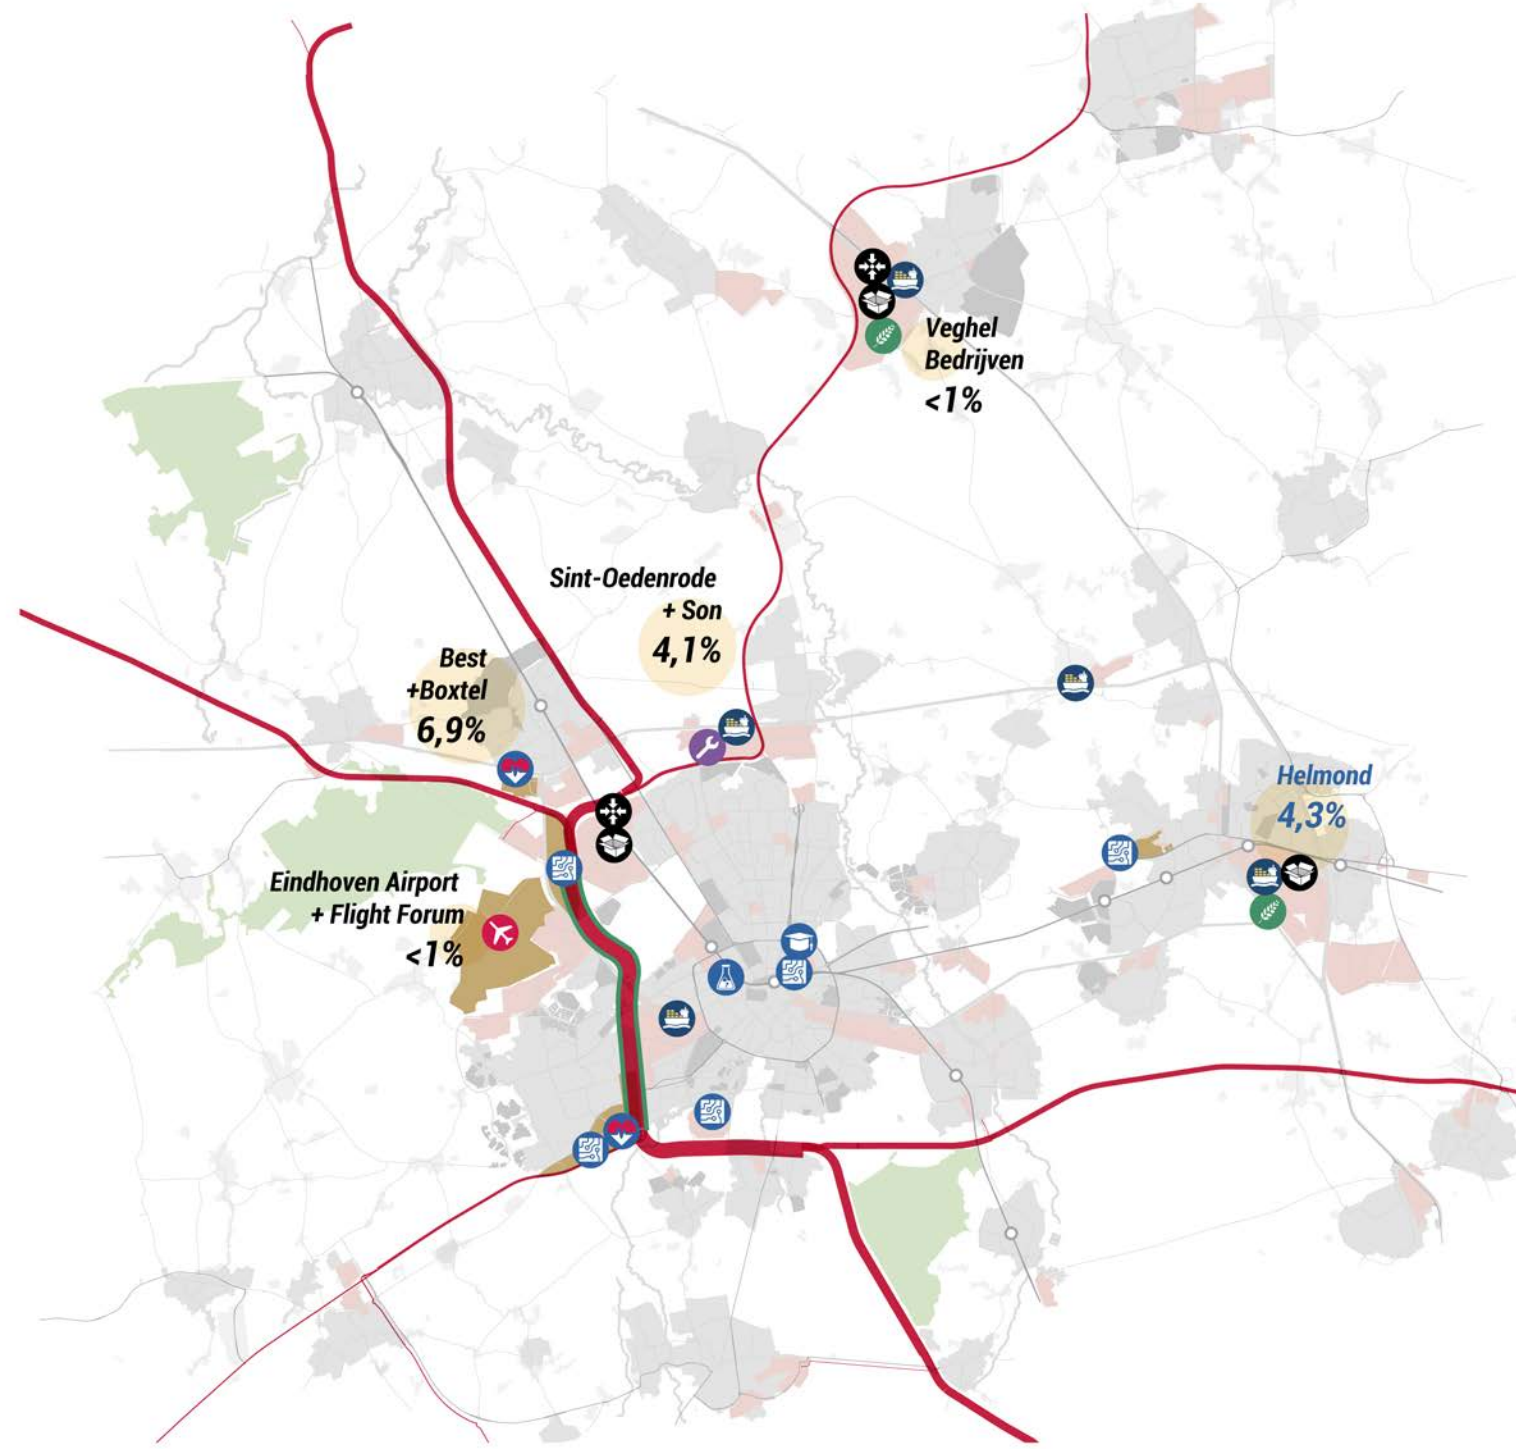 Veghel
Bedrijven
<1%
Sint-Oedenrode
+ Son
4,1%
Best
+Boxtel
6,9%
Helmond
4,3%
Eindhoven Airport
+ Flight Forum
<1%